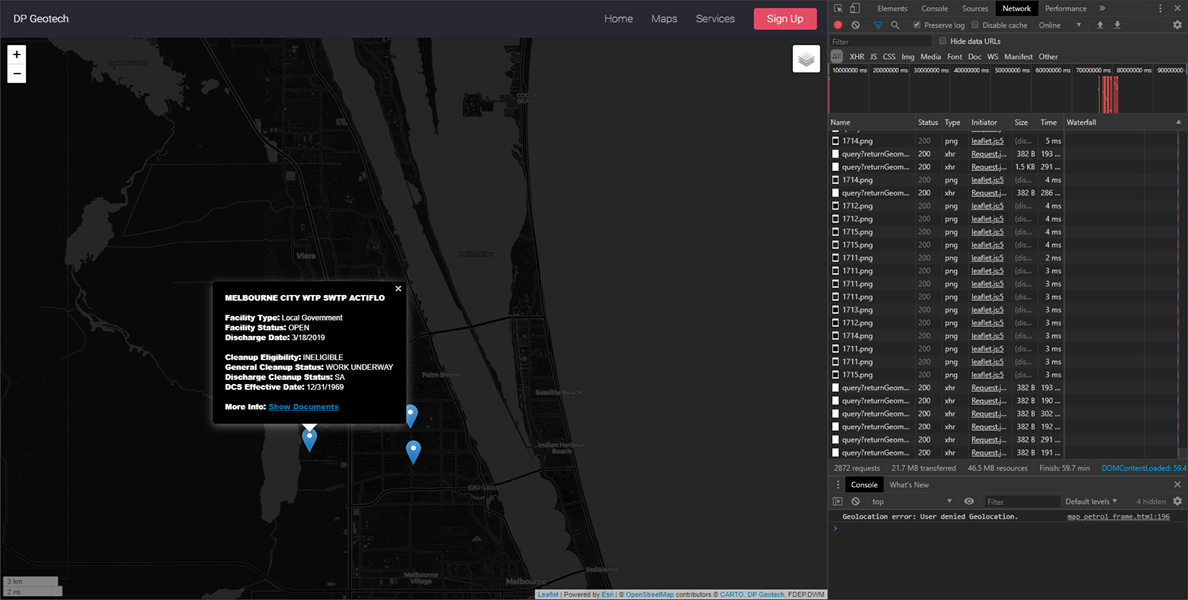 DP Geotech
Home Maps Services Sign Up
+
−
Viera
MELBOURNE CITY WTP SWTP ACTIFLO
Facility Type: Local Government
Facility Status: OPEN
Discharge Date: 3/18/2019
Cleanup Eligibility: INELIGIBLE
General Cleanup Status: WORK UNDERWAY
Discharge Cleanup Status: SA
DCS Effective Date: 12/31/1969
More Info: Show Documents
Palm Shores
Satellite Beach
Indian Harbour
Beach
EAU GALLIE
Melbourne
Village
Melbourne
Indialantic
3 km
2 mi
Leaflet | Powered by Esri | © OpenStreetMap contributors © CARTO, DP Geotech, FDEP,DWM
Elements Console Sources Network Performance »
Preserve log Disable cache Online
Filter Hide data URLs
All XHR JS CSS Img Media Font Doc WS Manifest Other
10000000 ms 20000000 ms 30000000 ms 40000000 ms 50000000 ms 60000000 ms 70000000 ms 80000000 ms 90000000
Name Status Type Initiator Size Time Waterfall
1714.png 200 png leaflet.js:5 (dis... 5 ms
query?returnGeom... 200 xhr Request.j... 382 B 193 ...
query?returnGeom... 200 xhr Request.j... 1.5 KB 291 ...
1714.png 200 png leaflet.js:5 (dis... 4 ms
query?returnGeom... 200 xhr Request.j... 382 B 286 ...
1712.png 200 png leaflet.js:5 (dis... 4 ms
1712.png 200 png leaflet.js:5 (dis... 4 ms
1715.png 200 png leaflet.js:5 (dis... 4 ms
1715.png 200 png leaflet.js:5 (dis... 4 ms
1711.png 200 png leaflet.js:5 (dis... 2 ms
1711.png 200 png leaflet.js:5 (dis... 3 ms
1711.png 200 png leaflet.js:5 (dis... 3 ms
1711.png 200 png leaflet.js:5 (dis... 3 ms
1713.png 200 png leaflet.js:5 (dis... 3 ms
1712.png 200 png leaflet.js:5 (dis... 3 ms
1714.png 200 png leaflet.js:5 (dis... 3 ms
1711.png 200 png leaflet.js:5 (dis... 3 ms
1711.png 200 png leaflet.js:5 (dis... 3 ms
1715.png 200 png leaflet.js:5 (dis... 3 ms
query?returnGeom... 200 xhr Request.j... 382 B 193 ...
query?returnGeom... 200 xhr Request.j... 382 B 190 ...
query?returnGeom... 200 xhr Request.j... 382 B 302 ...
query?returnGeom... 200 xhr Request.j... 382 B 192 ...
query?returnGeom... 200 xhr Request.j... 382 B 291 ...
query?returnGeom... 200 xhr Request.j... 382 B 191 ...
2872 requests 21.7 MB transferred 46.5 MB resources Finish: 59.7 min DOMContentLoaded: 59.4
Console What's New
top Filter Default levels 4 hidden
Geolocation error: User denied Geolocation. map_petrol_frame.html:196